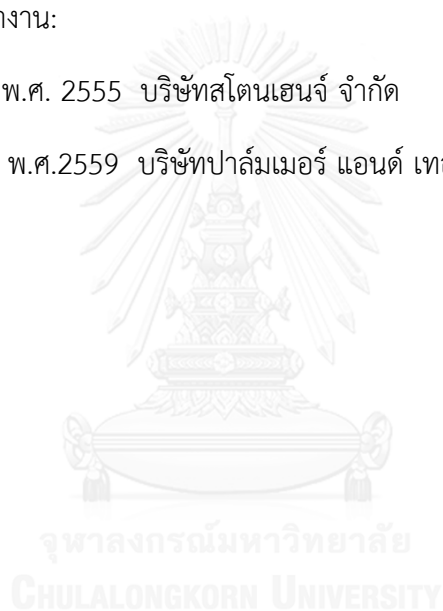 งาน:
พ.ศ. 2555 บริษัทสโตนเฮนจ์ จำกัด
พ.ศ.2559 บริษัทปาล์มเมอร์ แอนด์
จุฬาลงกรณ์มหาวิทยาลัย
CHULALONGKORN UNIVERSITY